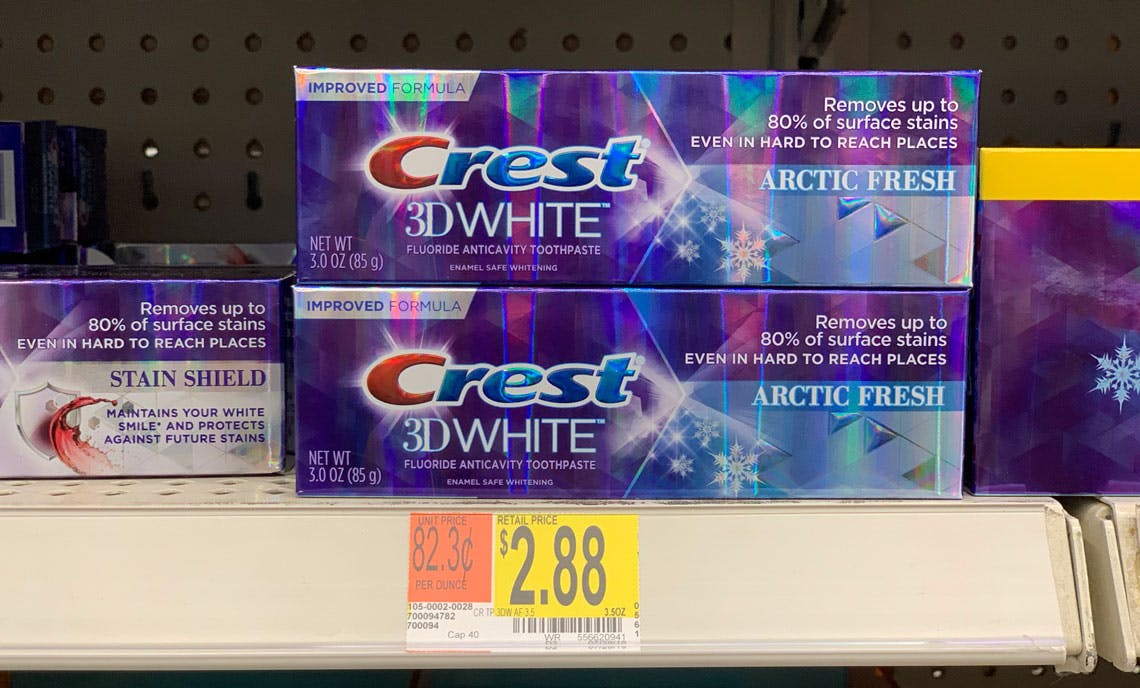 IMPROVED FORMULA
Crest
3D WHITE™
FLUORIDE ANTICAVITY TOOTHPASTE
ENAMEL SAFE WHITENING
NET WT
3.0 OZ (85 g)
Removes up to
80% of surface stains
EVEN IN HARD TO REACH PLACES
ARCTIC FRESH
IMPROVED FORMULA
Crest
3D WHITE™
FLUORIDE ANTICAVITY TOOTHPASTE
ENAMEL SAFE WHITENING
NET WT
3.0 OZ (85 g)
Removes up to
80% of surface stains
EVEN IN HARD TO REACH PLACES
ARCTIC FRESH
Removes up to
80% of surface stains
EVEN IN HARD TO REACH PLACES
STAIN SHIELD
MAINTAINS YOUR WHITE
SMILE* AND PROTECTS
AGAINST FUTURE STAINS
UNIT PRICE
82.3¢
PER OUNCE
RETAIL PRICE
$2.88
105-0002-0028
700094782
700094
CR TP 3DW AF 3.5
3.5OZ
Cap 40
WR 556620941